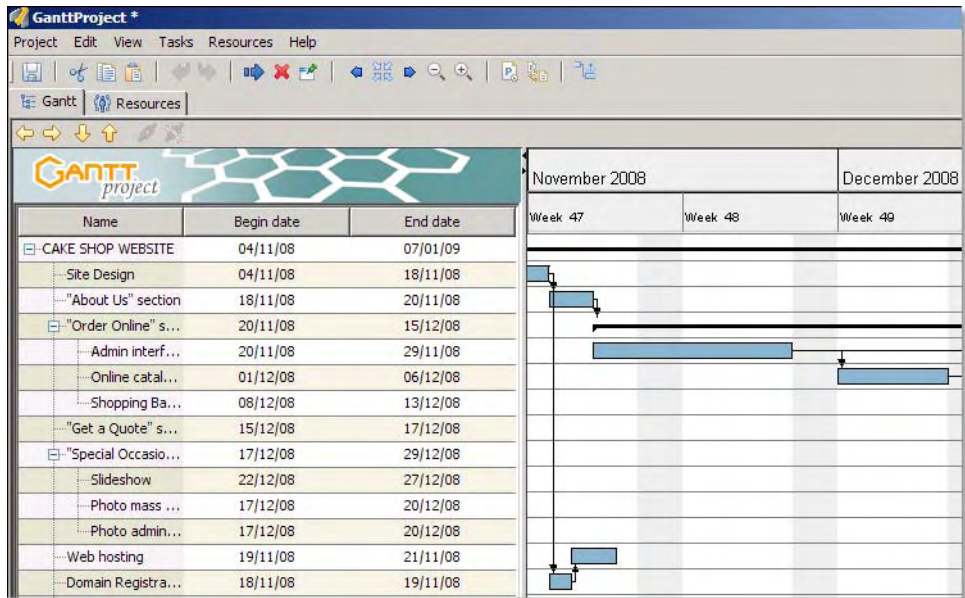 GanttProject *
Project Edit View Tasks Resources Help
Gantt Resources
GANTT project
November 2008 December 2008
Week 47 Week 48 Week 49
Name Begin date End date
CAKE SHOP WEBSITE 04/11/08 07/01/09
Site Design 04/11/08 18/11/08
"About Us" section 18/11/08 20/11/08
"Order Online" s... 20/11/08 15/12/08
Admin interf... 20/11/08 29/11/08
Online catal... 01/12/08 06/12/08
Shopping Ba... 08/12/08 13/12/08
"Get a Quote" s... 15/12/08 17/12/08
"Special Occasio... 17/12/08 29/12/08
Slideshow 22/12/08 27/12/08
Photo mass ... 17/12/08 20/12/08
Photo admin... 17/12/08 20/12/08
Web hosting 19/11/08 21/11/08
Domain Registra... 18/11/08 19/11/08